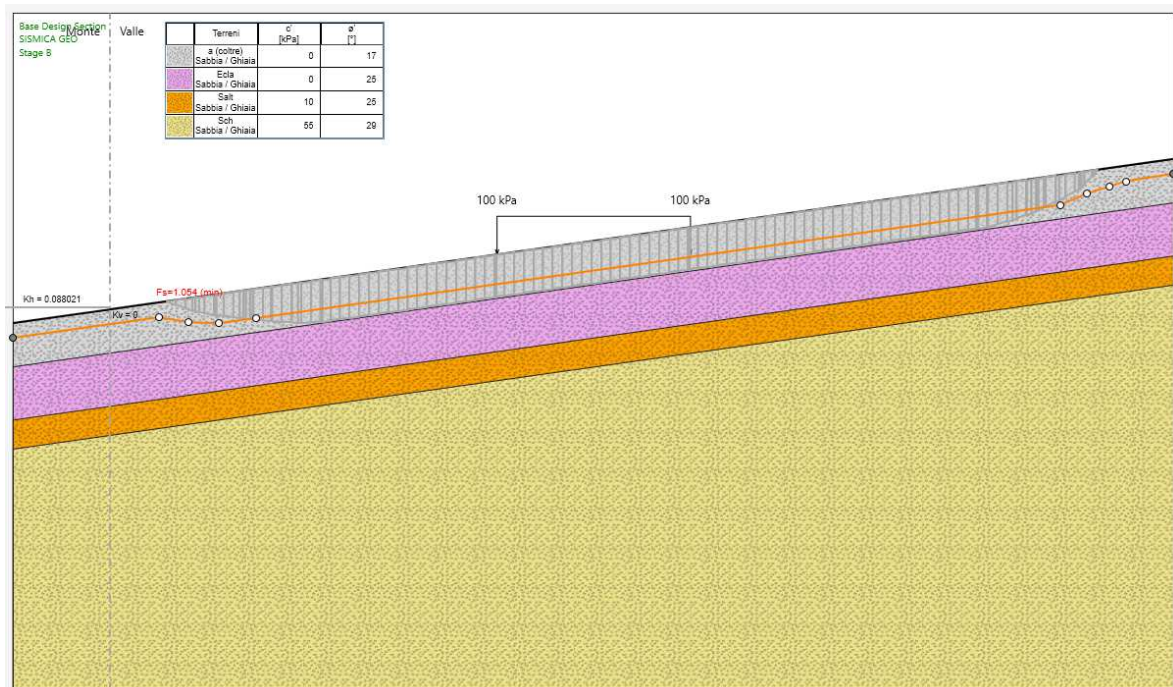 Base Design Section
SISMICA GEO
Stage B
Monte
Valle
Terreni c' [kPa] ø' [°]
a (coltre) Sabbia / Ghiaia 0 17
Ecla Sabbia / Ghiaia 0 25
Salt Sabbia / Ghiaia 10 25
Sch Sabbia / Ghiaia 55 29
100 kPa 100 kPa
Fs=1.054 (min)
Kh = 0.088021
Kv = 0